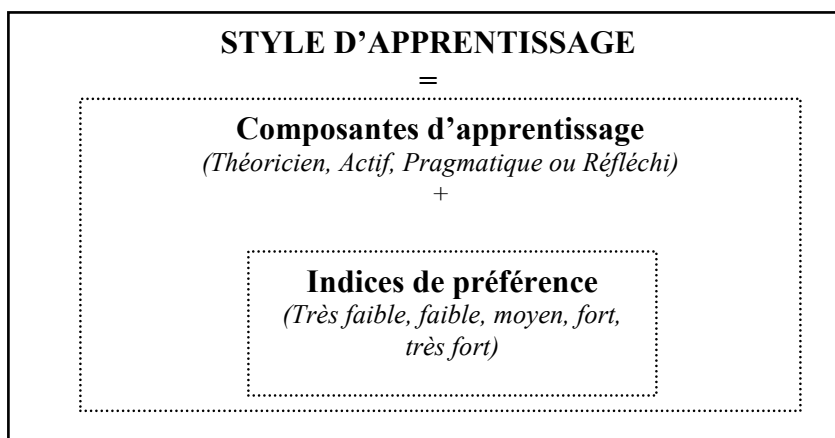 STYLE D’APPRENTISSAGE
=
Composantes d’apprentissage
(Théoricien, Actif, Pragmatique ou Réfléchi)
+
Indices de préférence
(Très faible, faible, moyen, fort,
très fort)